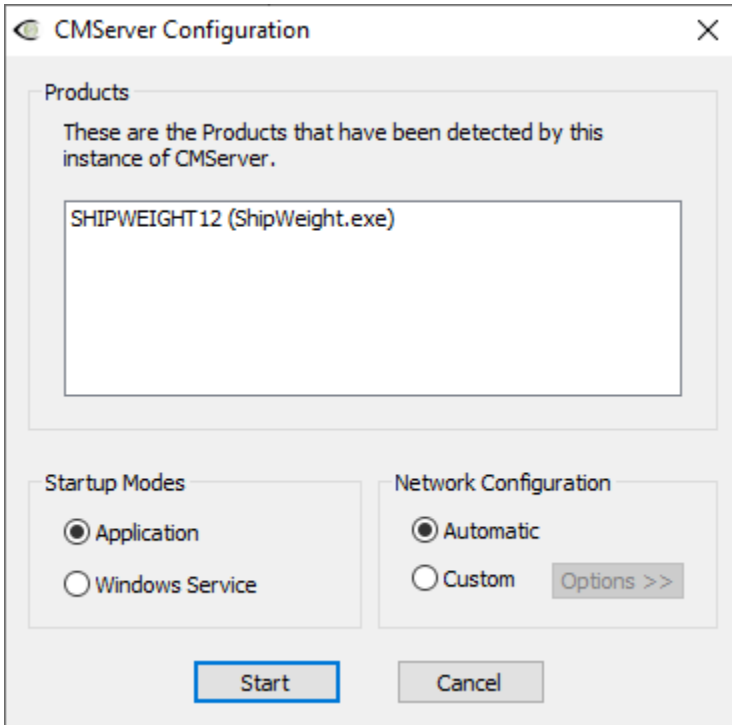 CMServer Configuration
Products
These are the Products that have been detected by this
instance of CMServer.
SHIPWEIGHT12 (ShipWeight.exe)
Startup Modes
Application
Windows Service
Network Configuration
Automatic
Custom
Options >>
Start
Cancel